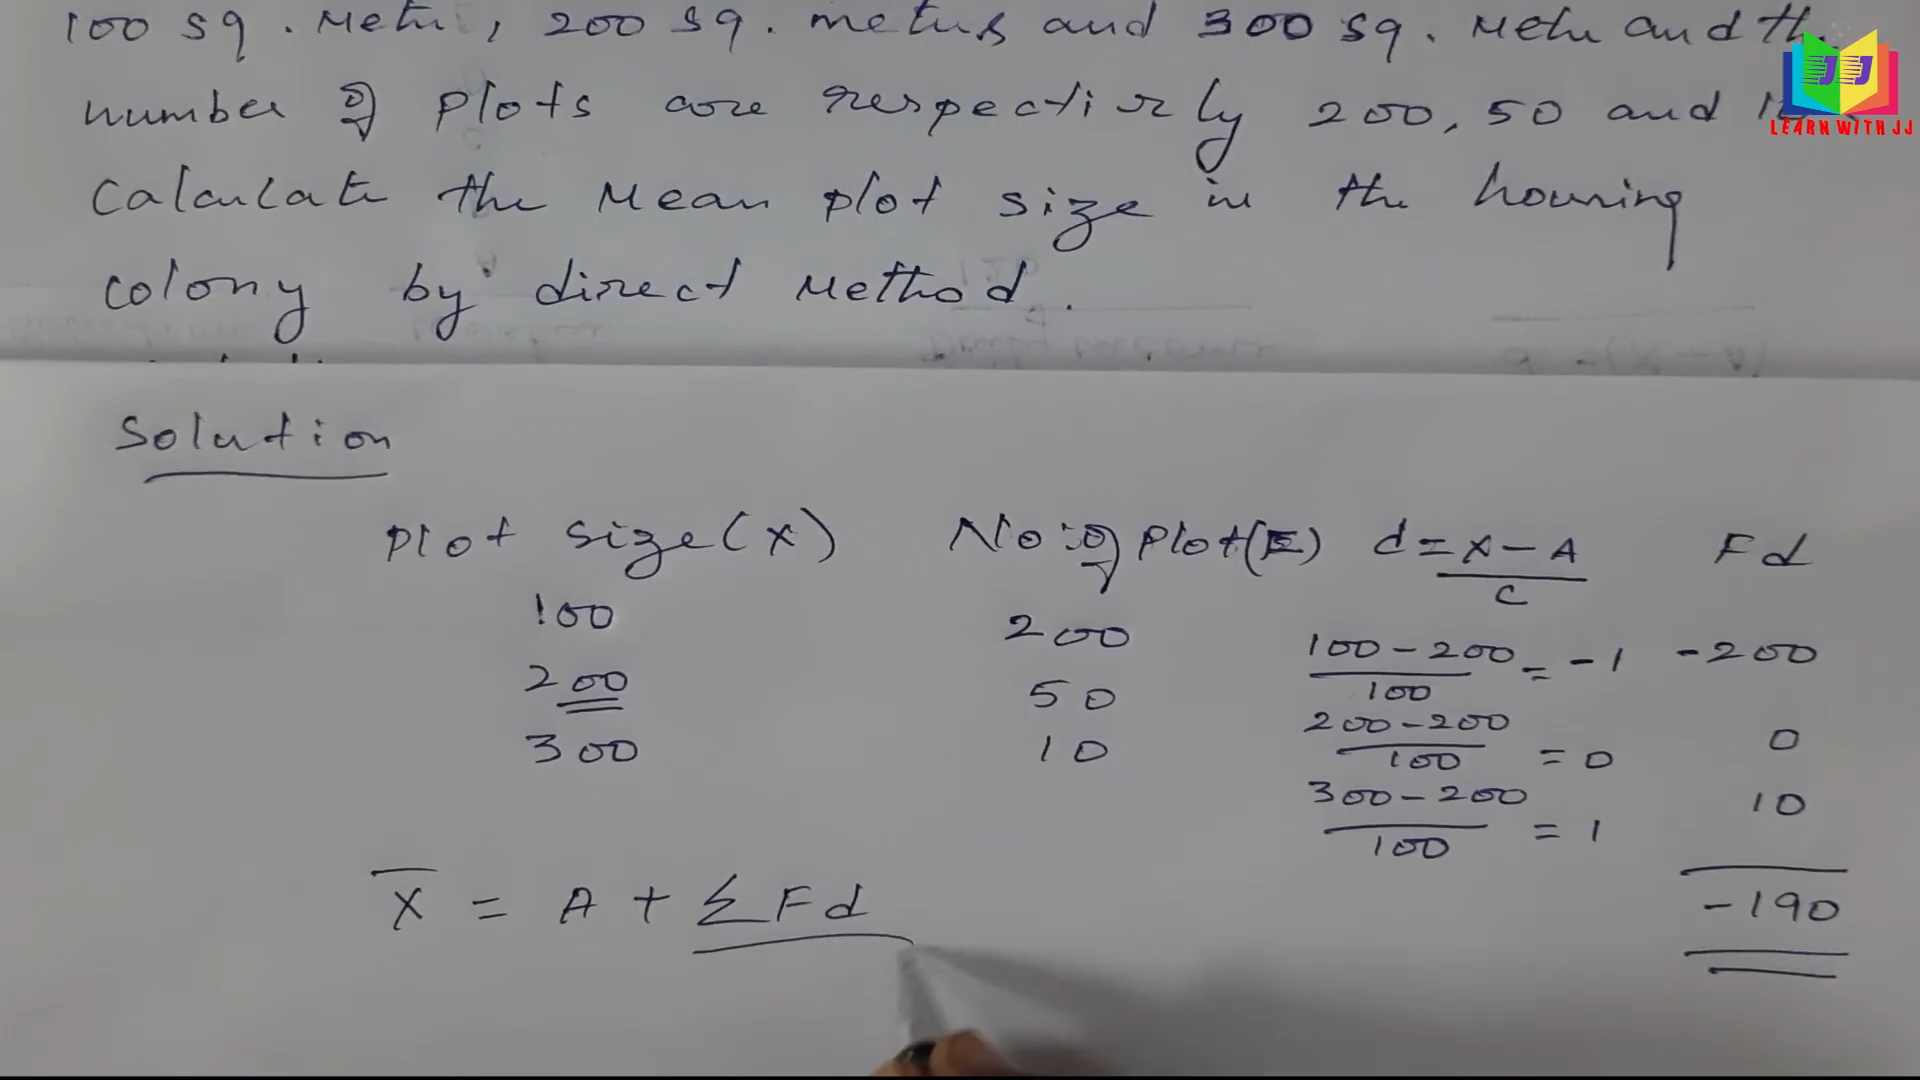 100 sq. Metre, 200 sq. metres and 300 sq. Metre and the
number of plots are respectively 200, 50 and
Calculate the Mean plot size in the housing
colony by direct Method.
LEARN WITH JJ
Solution
Plot size(X) No: of Plot(F) d = X - A / C Fd
100 200 100 - 200 / 100 = -1 -200
200 50 200 - 200 / 100 = 0 0
300 10 300 - 200 / 100 = 1 10
X̄ = A + ΣFd -190